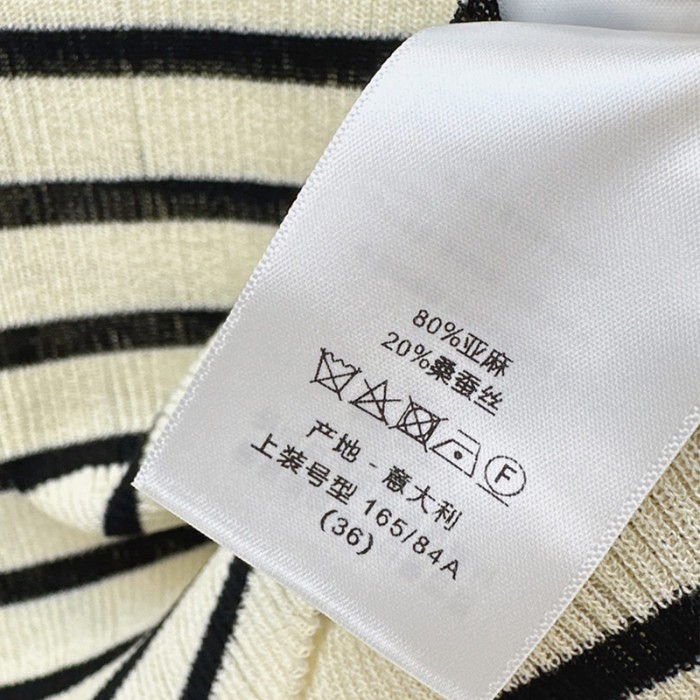 80%亚麻
20%桑蚕丝
F
产地 - 意大利
上装号型 165/84A
(36)